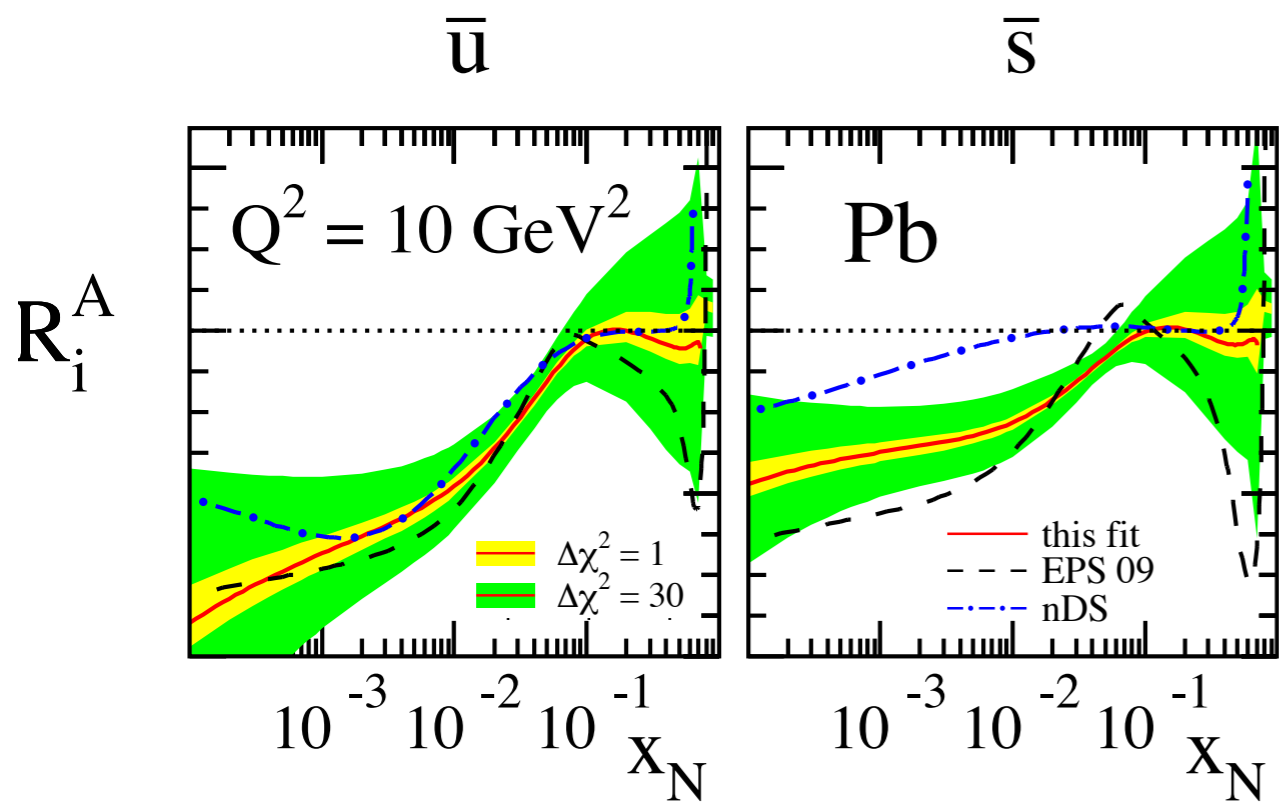 u̅ s̅
Q² = 10 GeV² Pb
R_i^A
Δχ² = 1
Δχ² = 30
this fit
EPS 09
nDS
10⁻³ 10⁻² 10⁻¹ 10⁻³ 10⁻² 10⁻¹
x_N x_N